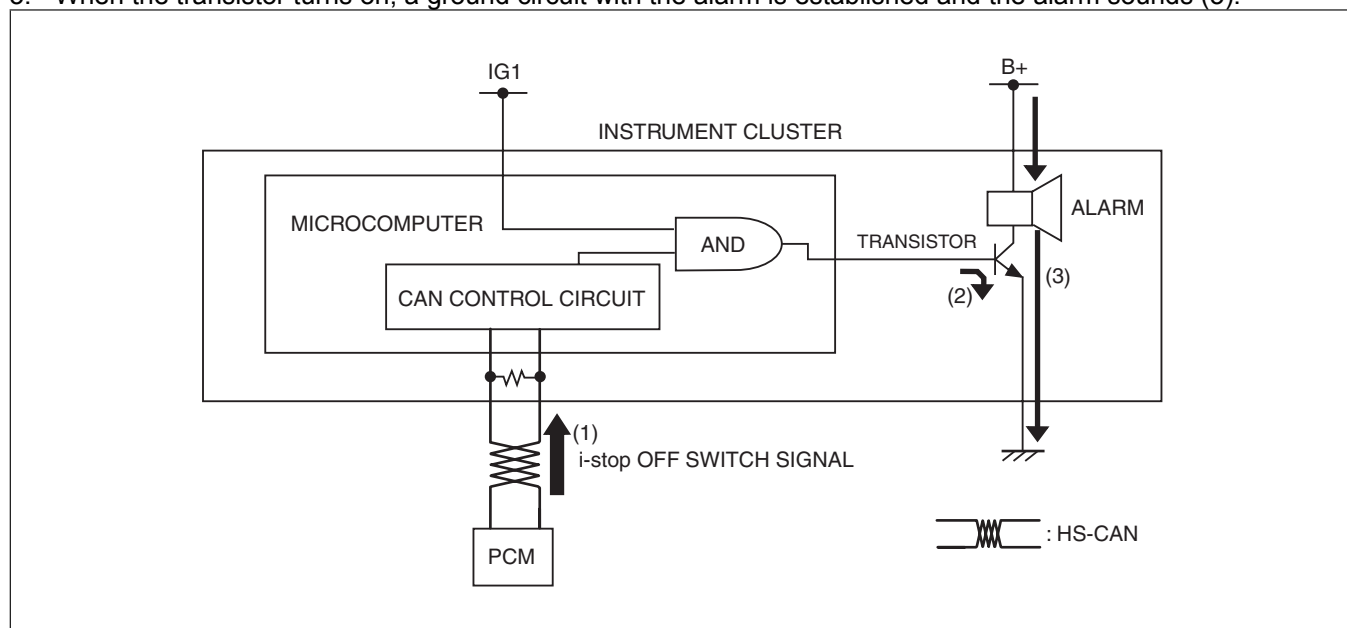 3. When the transistor turns on, a ground circuit with the alarm is established and the alarm sounds (3).
IG1
B+
INSTRUMENT CLUSTER
MICROCOMPUTER
AND
TRANSISTOR
ALARM
CAN CONTROL CIRCUIT
(2)
(3)
(1)
i-stop OFF SWITCH SIGNAL
PCM
: HS-CAN